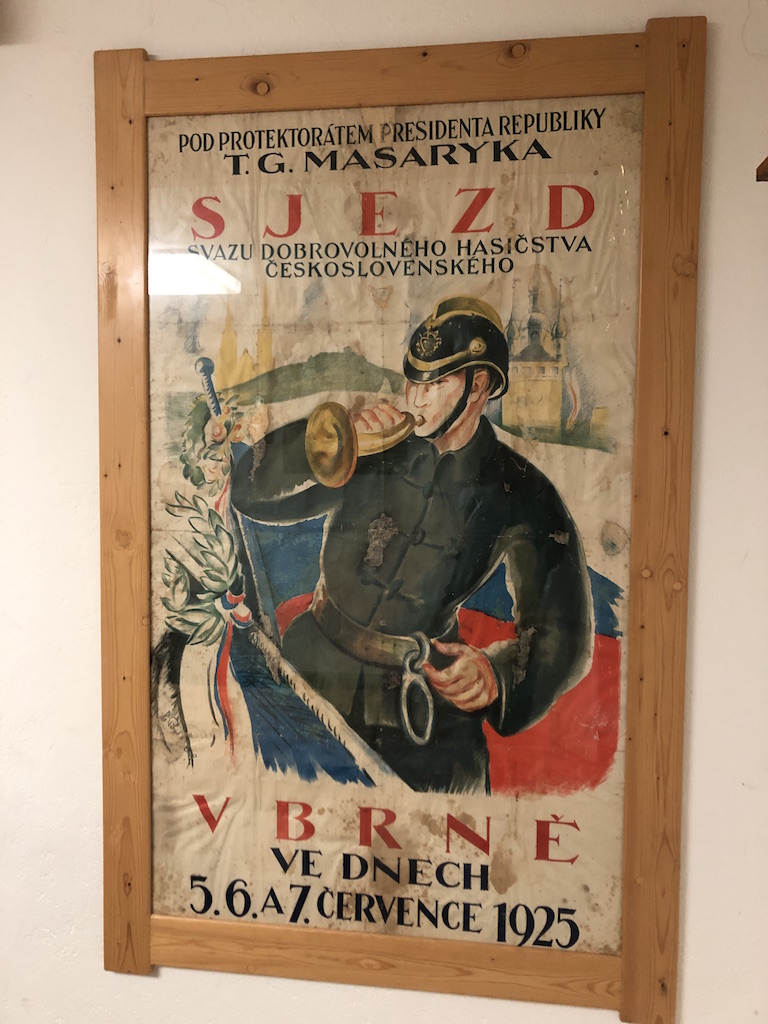 POD PROTEKTORÁTEM PRESIDENTA REPUBLIKY
T. G. MASARYKA
SJEZD
SVAZU DOBROVOLNÉHO HASIČSTVA
ČESKOSLOVENSKÉHO
V BRNĚ
VE DNECH
5. 6. A 7. ČERVENCE 1925